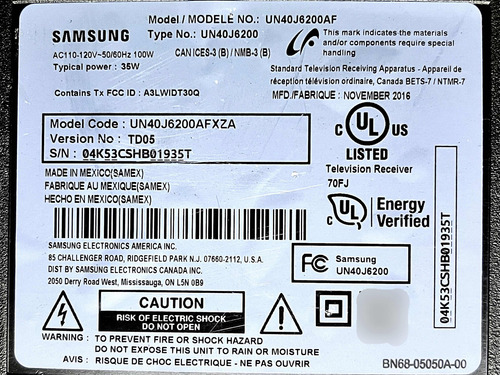 SAMSUNG
Model / MODÈLE NO.: UN40J6200AF
Type No.: UN40J6200
AC110-120V~50/60Hz 100W
CAN ICES-3 (B) / NMB-3 (B)
Typical power : 35W
This mark indicates the materials
and/or components require special
handling
Contains Tx FCC ID : A3LWIDT30Q
Standard Television Receiving Apparatus - Appareil de
réception télévision ordinaire, Canada BETS-7 / NTMR-7
MFD./FABRIQUE : NOVEMBER 2016
Model Code : UN40J6200AFXZA
Version No : TD05
S/N : 04K53CSHB01935T
c UL US
LISTED
Television Receiver
70FJ
MADE IN MEXICO(SAMEX)
FABRIQUE AU MEXIQUE(SAMEX)
HECHO EN MEXICO(SAMEX)
c UL Energy
Verified
SAMSUNG ELECTRONICS AMERICA INC.
85 CHALLENGER ROAD, RIDGEFIELD PARK N.J. 07660-2112, U.S.A.
DIST BY SAMSUNG ELECTRONICS CANADA INC.
2050 Derry Road West, Mississauga, ON L5N 0B9
FC Samsung
UN40J6200
04K53CSHB01935T
CAUTION
RISK OF ELECTRIC SHOCK
DO NOT OPEN
WARNING : TO PREVENT FIRE OR SHOCK HAZARD
DO NOT EXPOSE THIS UNIT TO RAIN OR MOISTURE
AVIS : RISQUE DE CHOC ELECTRIQUE - NE PAS OUVRIR
BN68-05050A-00